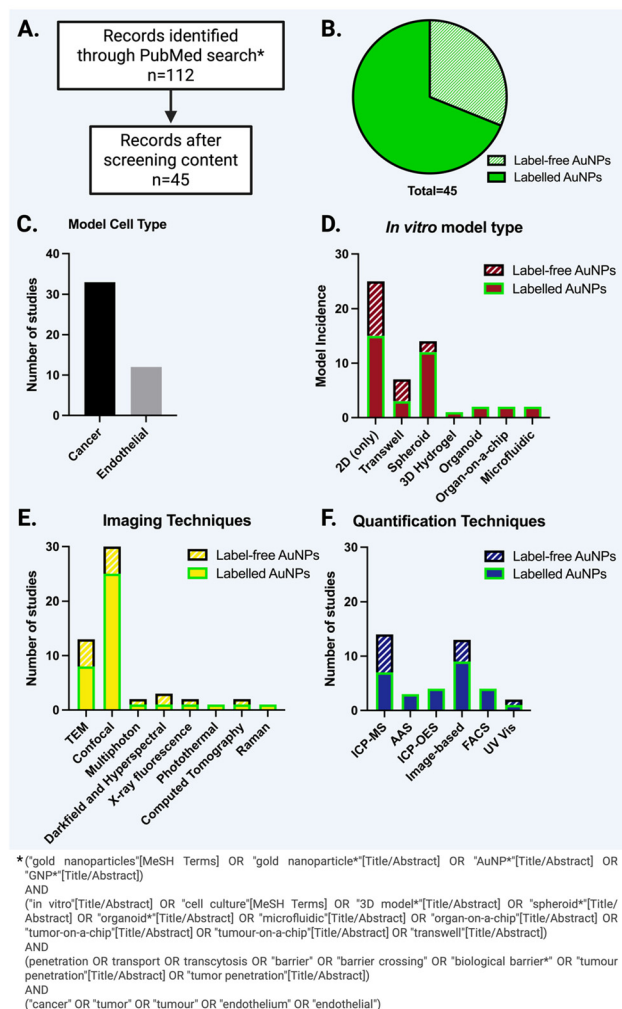 A.
Records identified
through PubMed search*
n=112
Records after
screening content
n=45
B.
Label-free AuNPs
Labelled AuNPs
Total=45
C.
Model Cell Type
Number of studies
40
30
20
10
0
Cancer
Endothelial
D.
In vitro model type
Label-free AuNPs
Labelled AuNPs
Model Incidence
30
20
10
0
2D (only)
Transwell
Spheroid
3D Hydrogel
Organoid
Organ-on-a-chip
Microfluidic
E.
Imaging Techniques
Label-free AuNPs
Labelled AuNPs
Number of studies
30
20
10
0
TEM
Confocal
Multiphoton
Darkfield and Hyperspectral
X-ray fluorescence
Photothermal
Computed Tomography
Raman
F.
Quantification Techniques
Label-free AuNPs
Labelled AuNPs
Number of studies
30
20
10
0
ICP-MS
AAS
ICP-OES
Image-based
FACS
UV Vis
*("gold nanoparticles"[MeSH Terms] OR "gold nanoparticle*"[Title/Abstract] OR "AuNP*"[Title/Abstract] OR
"GNP*"[Title/Abstract])
AND
("in vitro"[Title/Abstract] OR "cell culture"[MeSH Terms] OR "3D model*"[Title/Abstract] OR "spheroid*"[Title/
Abstract] OR "organoid*"[Title/Abstract] OR "microfluidic"[Title/Abstract] OR "organ-on-a-chip"[Title/Abstract] OR
"tumor-on-a-chip"[Title/Abstract] OR "tumour-on-a-chip"[Title/Abstract] OR "transwell"[Title/Abstract])
AND
(penetration OR transport OR transcytosis OR "barrier" OR "barrier crossing" OR "biological barrier*" OR "tumour
penetration"[Title/Abstract] OR "tumor penetration"[Title/Abstract])
AND
("cancer" OR "tumor" OR "tumour" OR "endothelium" OR "endothelial")